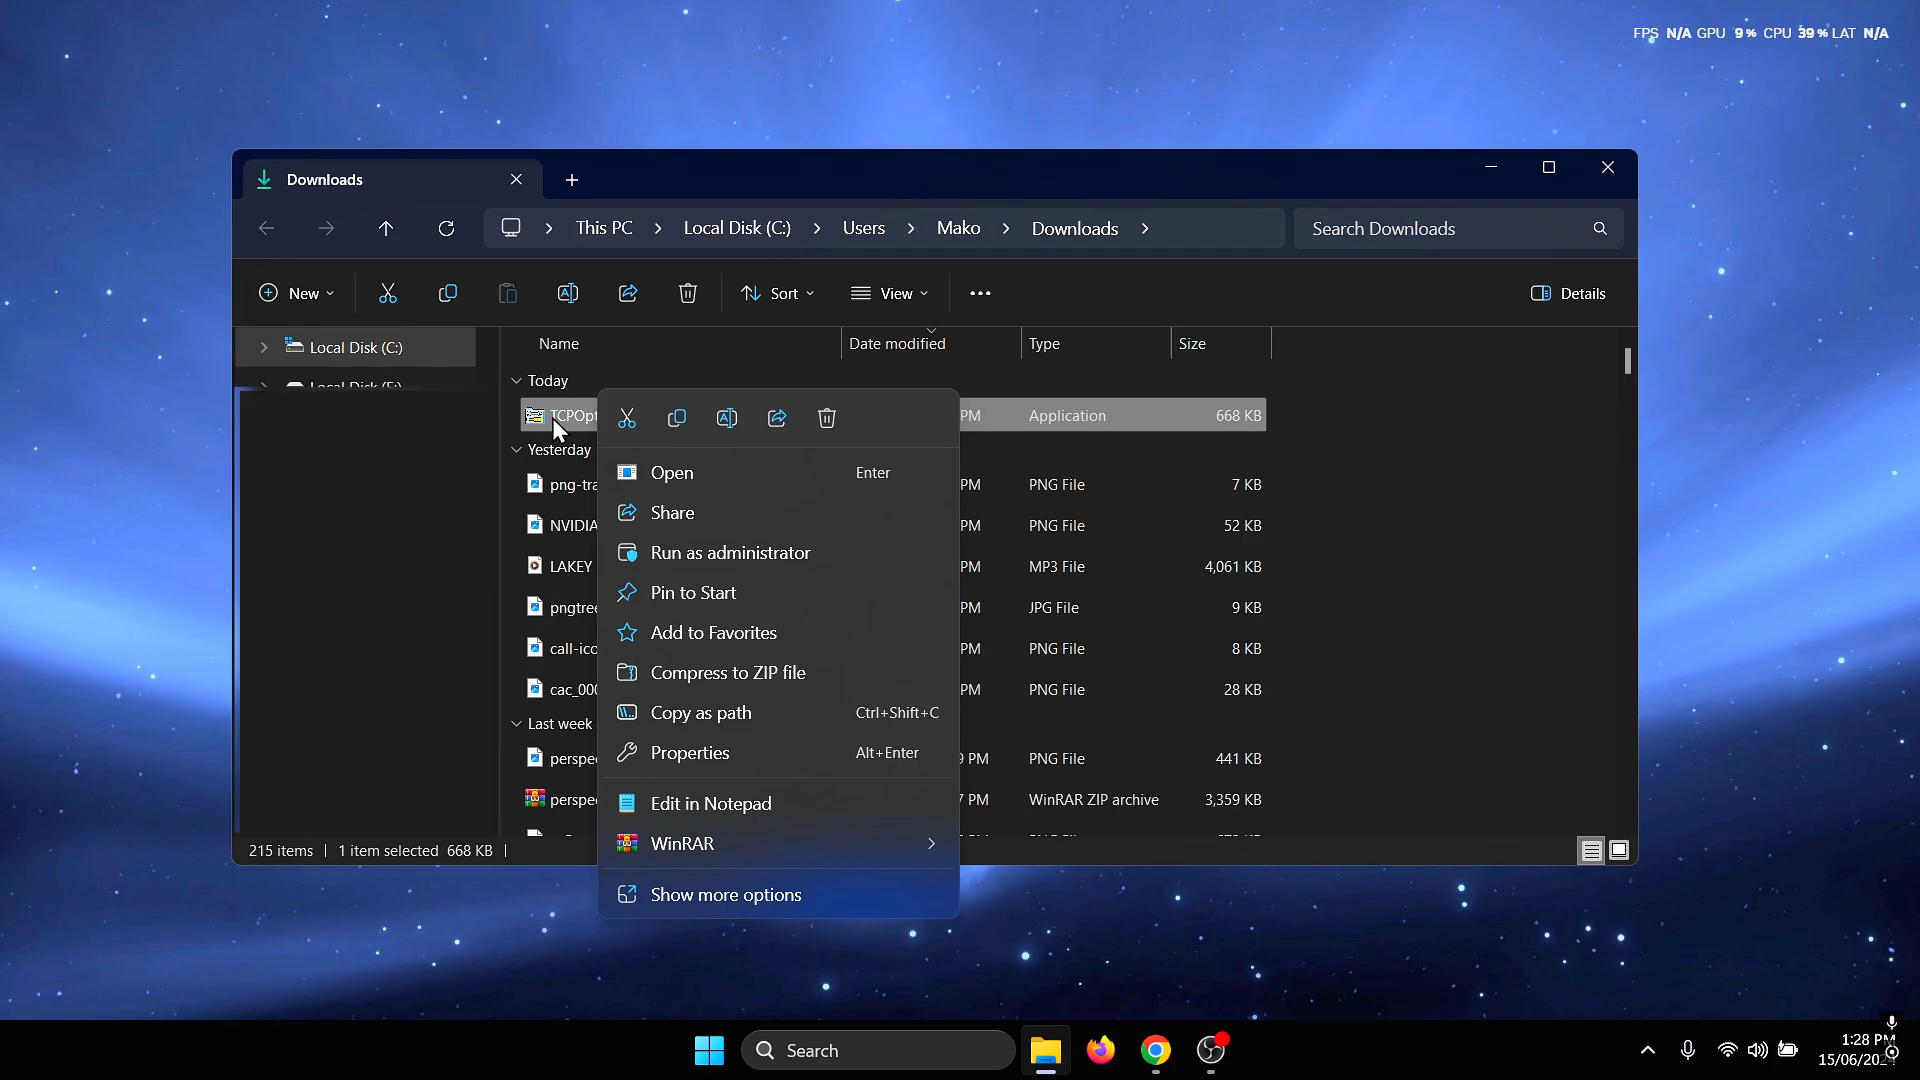 FPS N/A GPU 9% CPU 39% LAT N/A
Downloads
This PC Local Disk (C:) Users Mako Downloads
Search Downloads
New
Sort
View
Details
Local Disk (C:)
Name
Date modified
Type
Size
Today
TCPOpt
PM
Application
668 KB
Yesterday
png-tra
PM
PNG File
7 KB
NVIDIA
PM
PNG File
52 KB
LAKEY
PM
MP3 File
4,061 KB
pngtree
PM
JPG File
9 KB
call-ico
PM
PNG File
8 KB
cac_000
PM
PNG File
28 KB
Last week
perspe
9 PM
PNG File
441 KB
perspe
7 PM
WinRAR ZIP archive
3,359 KB
Open Enter
Share
Run as administrator
Pin to Start
Add to Favorites
Compress to ZIP file
Copy as path Ctrl+Shift+C
Properties Alt+Enter
Edit in Notepad
WinRAR
Show more options
215 items
1 item selected 668 KB
Search
1:28 PM